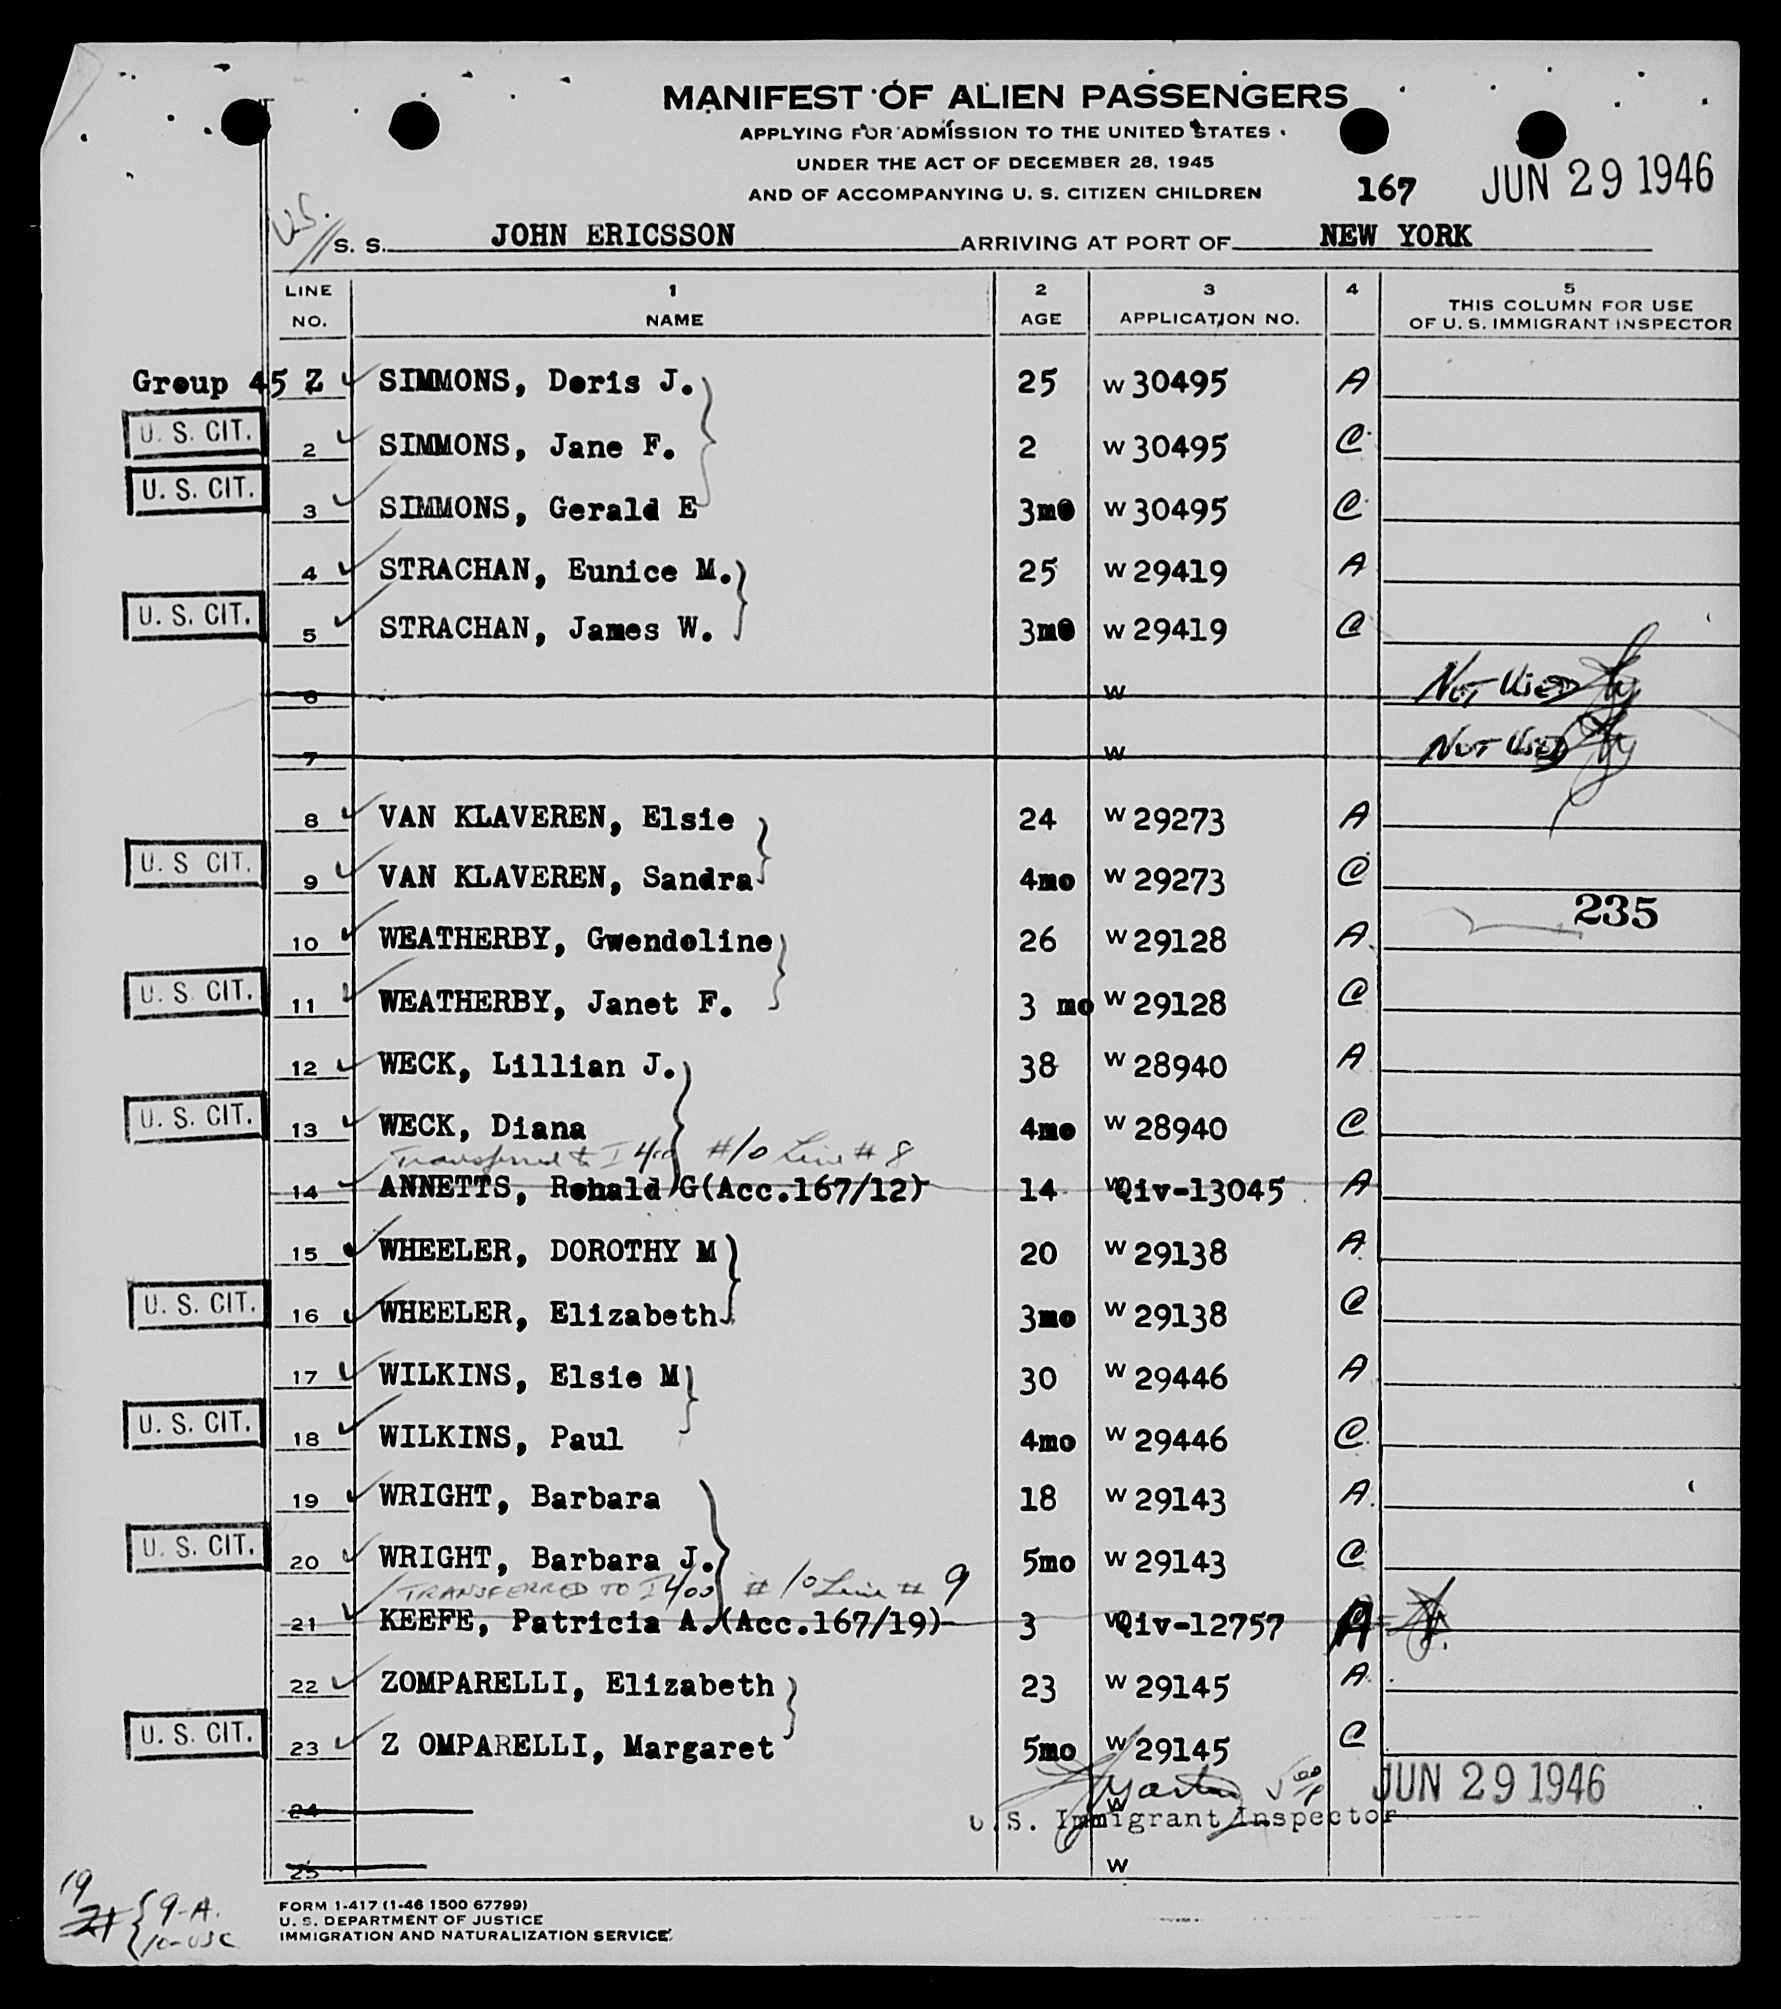 MANIFEST OF ALIEN PASSENGERS
APPLYING FOR ADMISSION TO THE UNITED STATES
UNDER THE ACT OF DECEMBER 28, 1945
AND OF ACCOMPANYING U. S. CITIZEN CHILDREN 167 JUN 29 1946
U.S.
S. S. JOHN ERICSSON ARRIVING AT PORT OF NEW YORK
LINE NO. 1 NAME 2 AGE 3 APPLICATION NO. 4 5 THIS COLUMN FOR USE OF U. S. IMMIGRANT INSPECTOR
Group 45 Z SIMMONS, Doris J. 25 W 30495 A
U. S. CIT. 2 SIMMONS, Jane F. 2 W 30495 C
U. S. CIT. 3 SIMMONS, Gerald E 3mo W 30495 C
4 STRACHAN, Eunice M. 25 W 29419 A
U. S. CIT. 5 STRACHAN, James W. 3mo W 29419 C
6 W NOT USED
7 W NOT USED
8 VAN KLAVEREN, Elsie 24 W 29273 A
U. S CIT. 9 VAN KLAVEREN, Sandra 4mo W 29273 C
235
10 WEATHERBY, Gwendoline 26 W 29128 A
U. S. CIT. 11 WEATHERBY, Janet F. 3 mo W 29128 C
12 WECK, Lillian J. 38 W 28940 A
U. S. CIT. 13 WECK, Diana 4mo W 28940 C
Transferred to I 400 #10 Line # 8
14 ANNETTS, Ronald G(Acc.167/12) 14 W Qiv-13045 A
15 WHEELER, DOROTHY M 20 W 29138 A
U. S. CIT. 16 WHEELER, Elizabeth 3mo W 29138 C
17 WILKINS, Elsie M 30 W 29446 A
U. S. CIT. 18 WILKINS, Paul 4mo W 29446 C
19 WRIGHT, Barbara 18 W 29143 A
U. S. CIT. 20 WRIGHT, Barbara J. 5mo W 29143 C
TRANSFERRED TO I 400 # 10 Line # 9
21 KEEFE, Patricia A.(Acc.167/19) 3 W Qiv-12757 A
22 ZOMPARELLI, Elizabeth 23 W 29145 A
U. S. CIT. 23 Z OMPARELLI, Margaret 5mo W 29145 C
JUN 29 1946
24 W
U.S. Immigrant Inspector
25 W
19
21 9-A.
10-USC
FORM I-417 (1-46 1500 67799)
U. S. DEPARTMENT OF JUSTICE
IMMIGRATION AND NATURALIZATION SERVICE